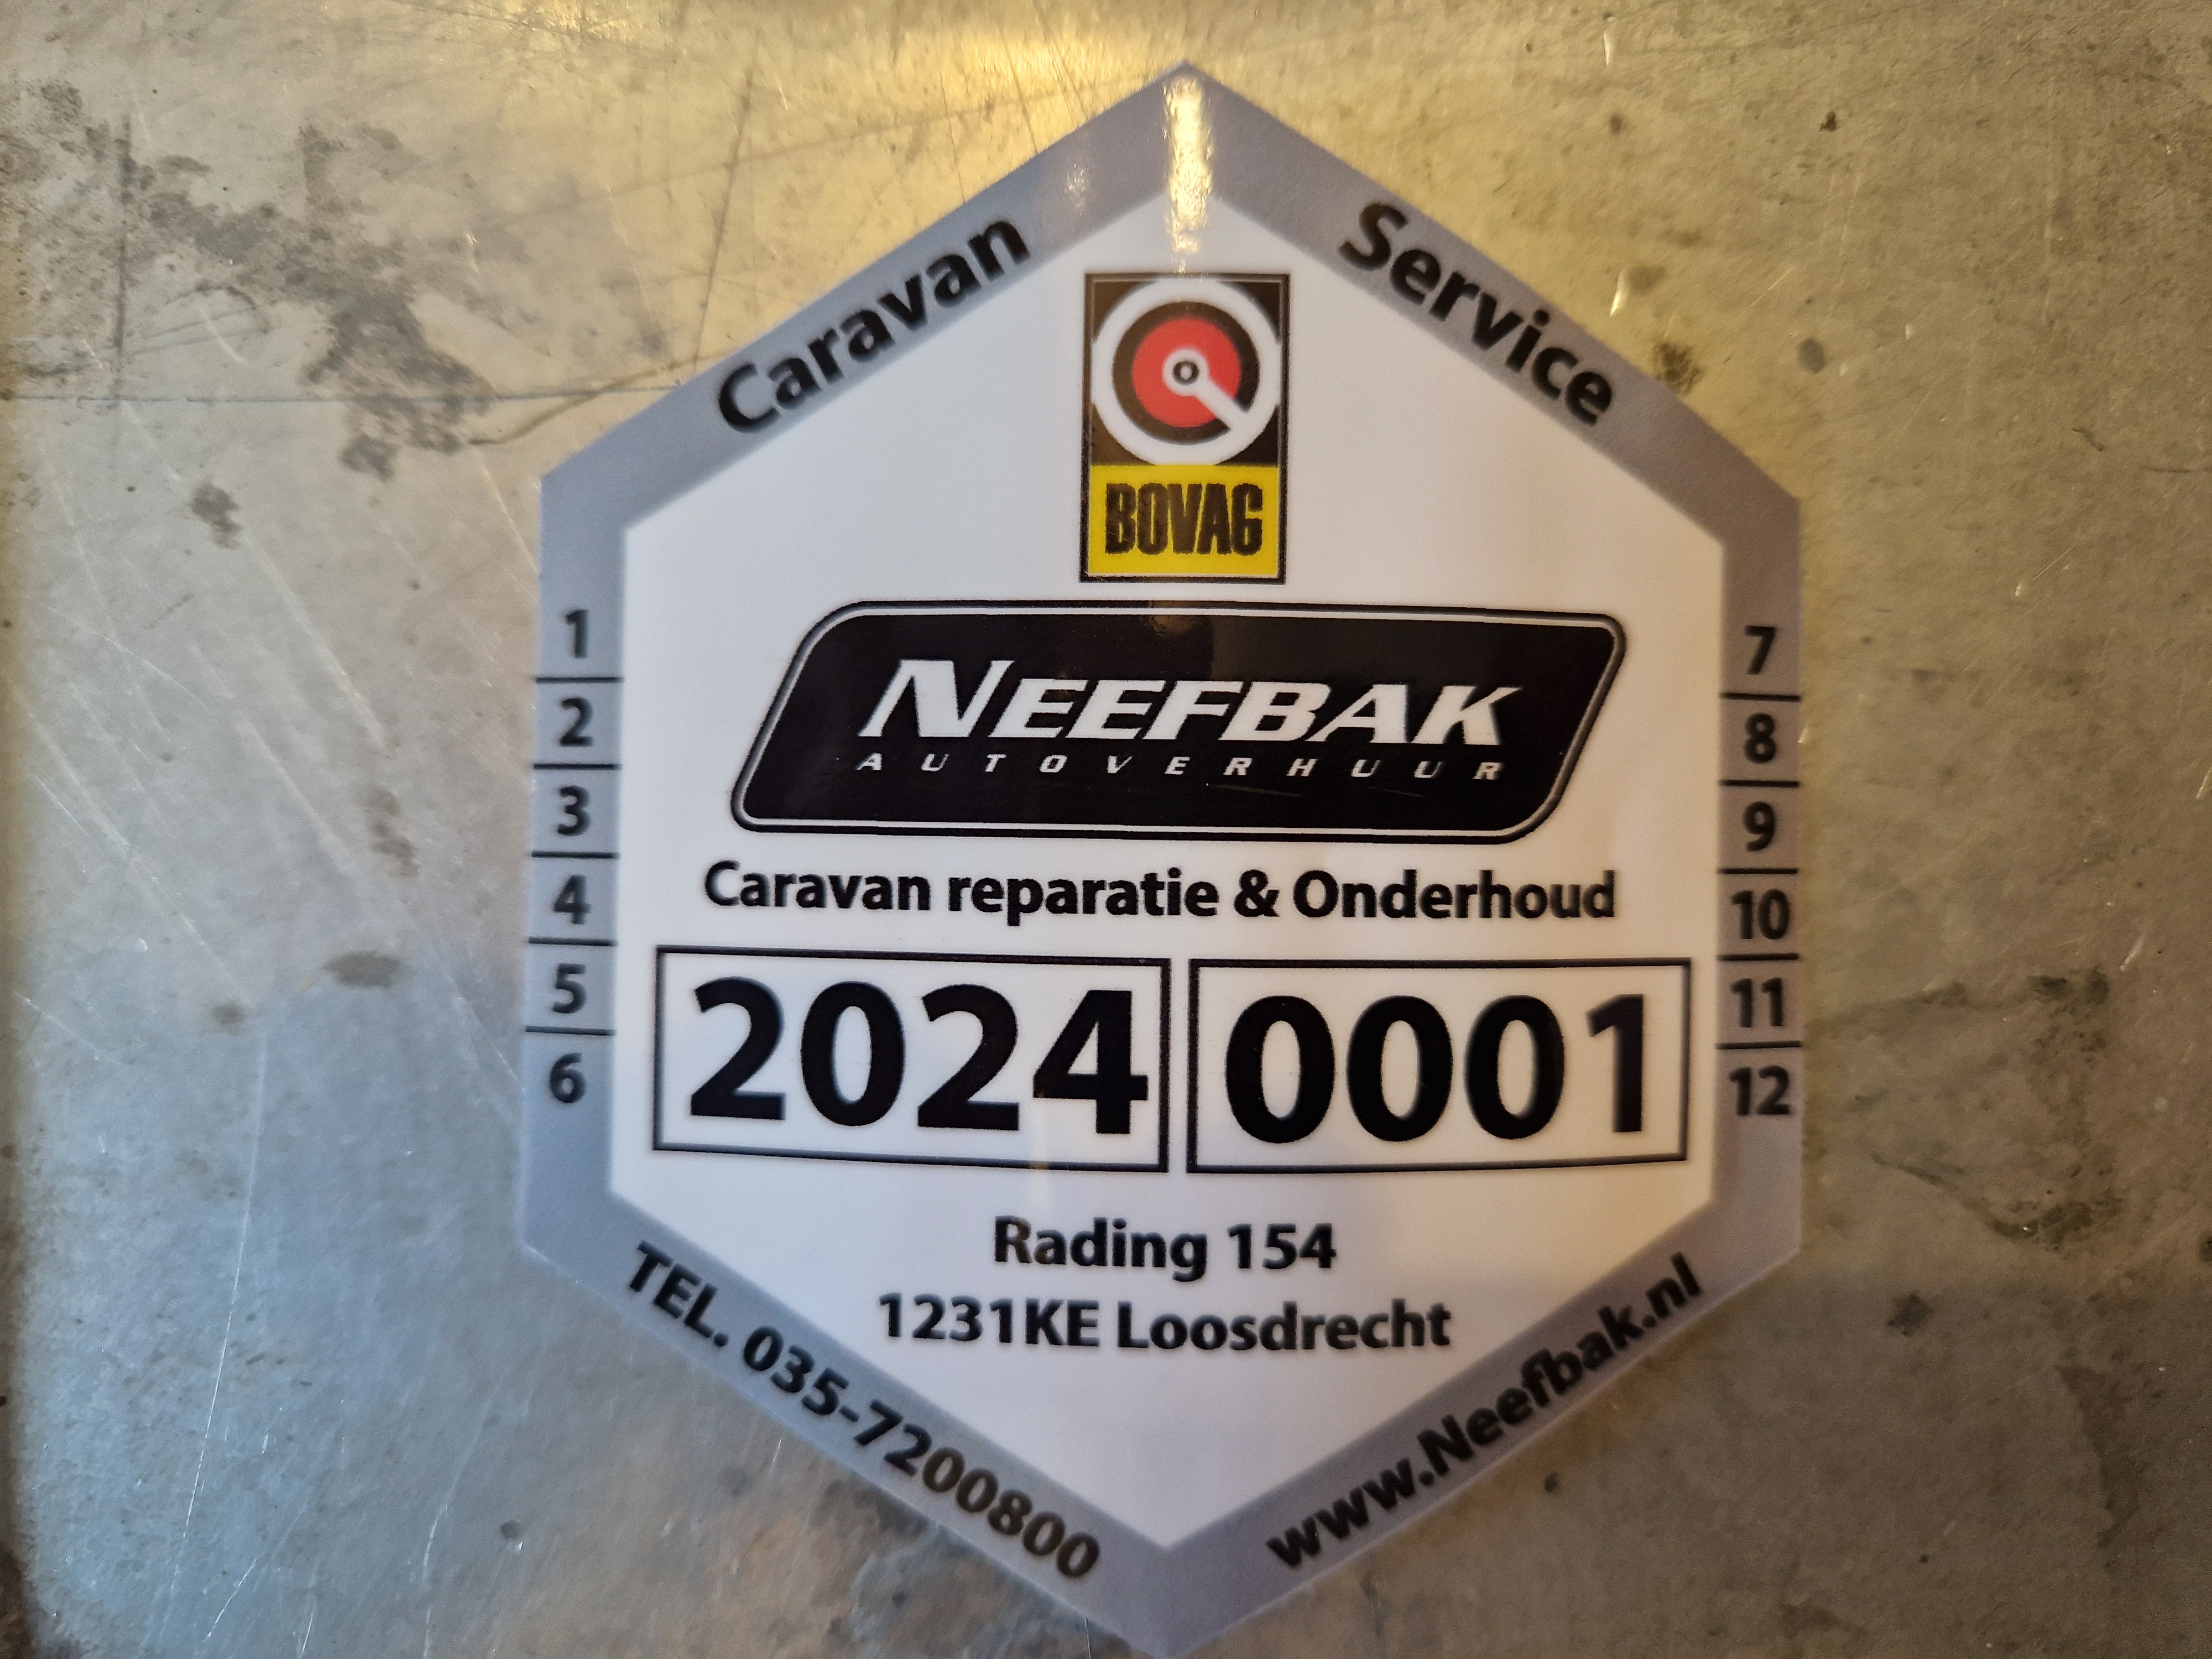 Caravan Service
BOVAG
NEEFBAK
AUTOVERHUUR
Caravan reparatie & Onderhoud
2024 0001
1
2
3
4
5
6
7
8
9
10
11
12
Rading 154
1231KE Loosdrecht
TEL. 035-7200800
www.Neefbak.nl